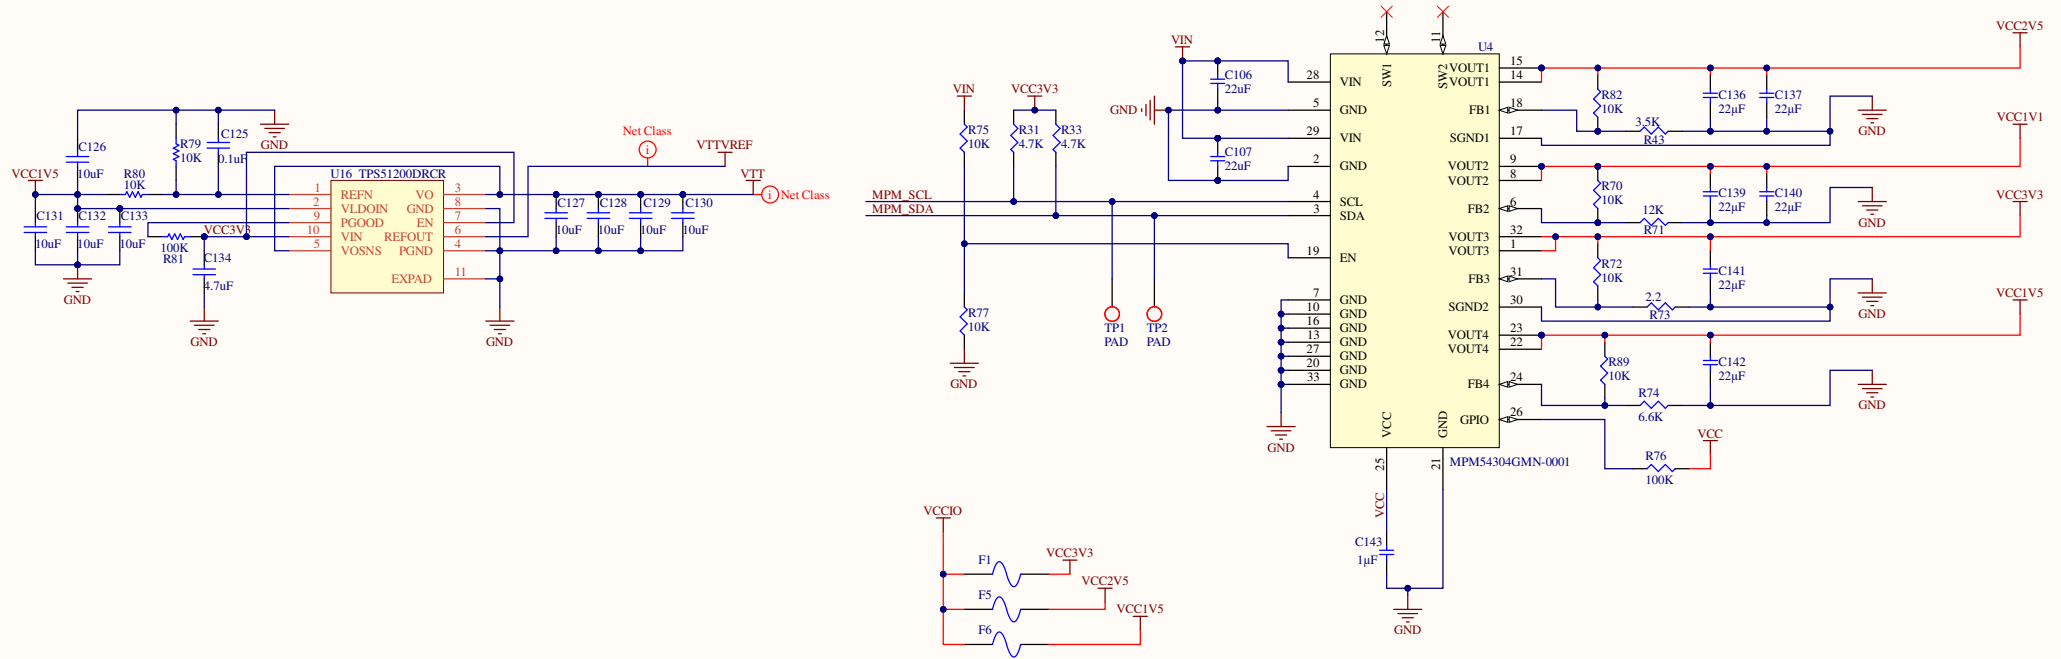 C126
10uF
R79
10K
C125
0.1uF
GND
VCC1V5
R80
10K
C131
10uF
C132
10uF
C133
10uF
GND
100K
R81
VCC3V3
C134
4.7uF
GND
U16 TPS51200DRCR
1 REFN VO 3
2 VLDOIN GND 8
9 PGOOD EN 7
10 VIN REFOUT 6
5 VOSNS PGND 4
EXPAD 11
GND
Net Class
i
VTTVREF
VTT
i Net Class
C127
10uF
C128
10uF
C129
10uF
C130
10uF
VIN
R75
10K
VCC3V3
R31
4.7K
R33
4.7K
MPM_SCL
MPM_SDA
R77
10K
GND
TP1
PAD
TP2
PAD
VIN
C106
22uF
GND
C107
22uF
U4
12 SW1
11 SW2
28 VIN
5 GND
29 VIN
2 GND
4 SCL
3 SDA
19 EN
7 GND
10 GND
16 GND
13 GND
27 GND
20 GND
33 GND
GND
VOUT1 15
VOUT1 14
FB1 18
SGND1 17
VOUT2 9
VOUT2 8
FB2 6
VOUT3 32
VOUT3 1
FB3 31
SGND2 30
VOUT4 23
VOUT4 22
FB4 24
GPIO 26
VCC 25
GND 21
MPM54304GMN-0001
VCC
C143
1µF
GND
VCC2V5
R82
10K
C136
22µF
C137
22µF
3.5K
R43
GND
VCC1V1
R70
10K
C139
22µF
C140
22µF
12K
R71
GND
VCC3V3
R72
10K
C141
22µF
2.2
R73
GND
VCC1V5
R89
10K
C142
22µF
R74
6.6K
GND
VCC
R76
100K
VCCIO
F1
VCC3V3
F5
VCC2V5
F6
VCC1V5